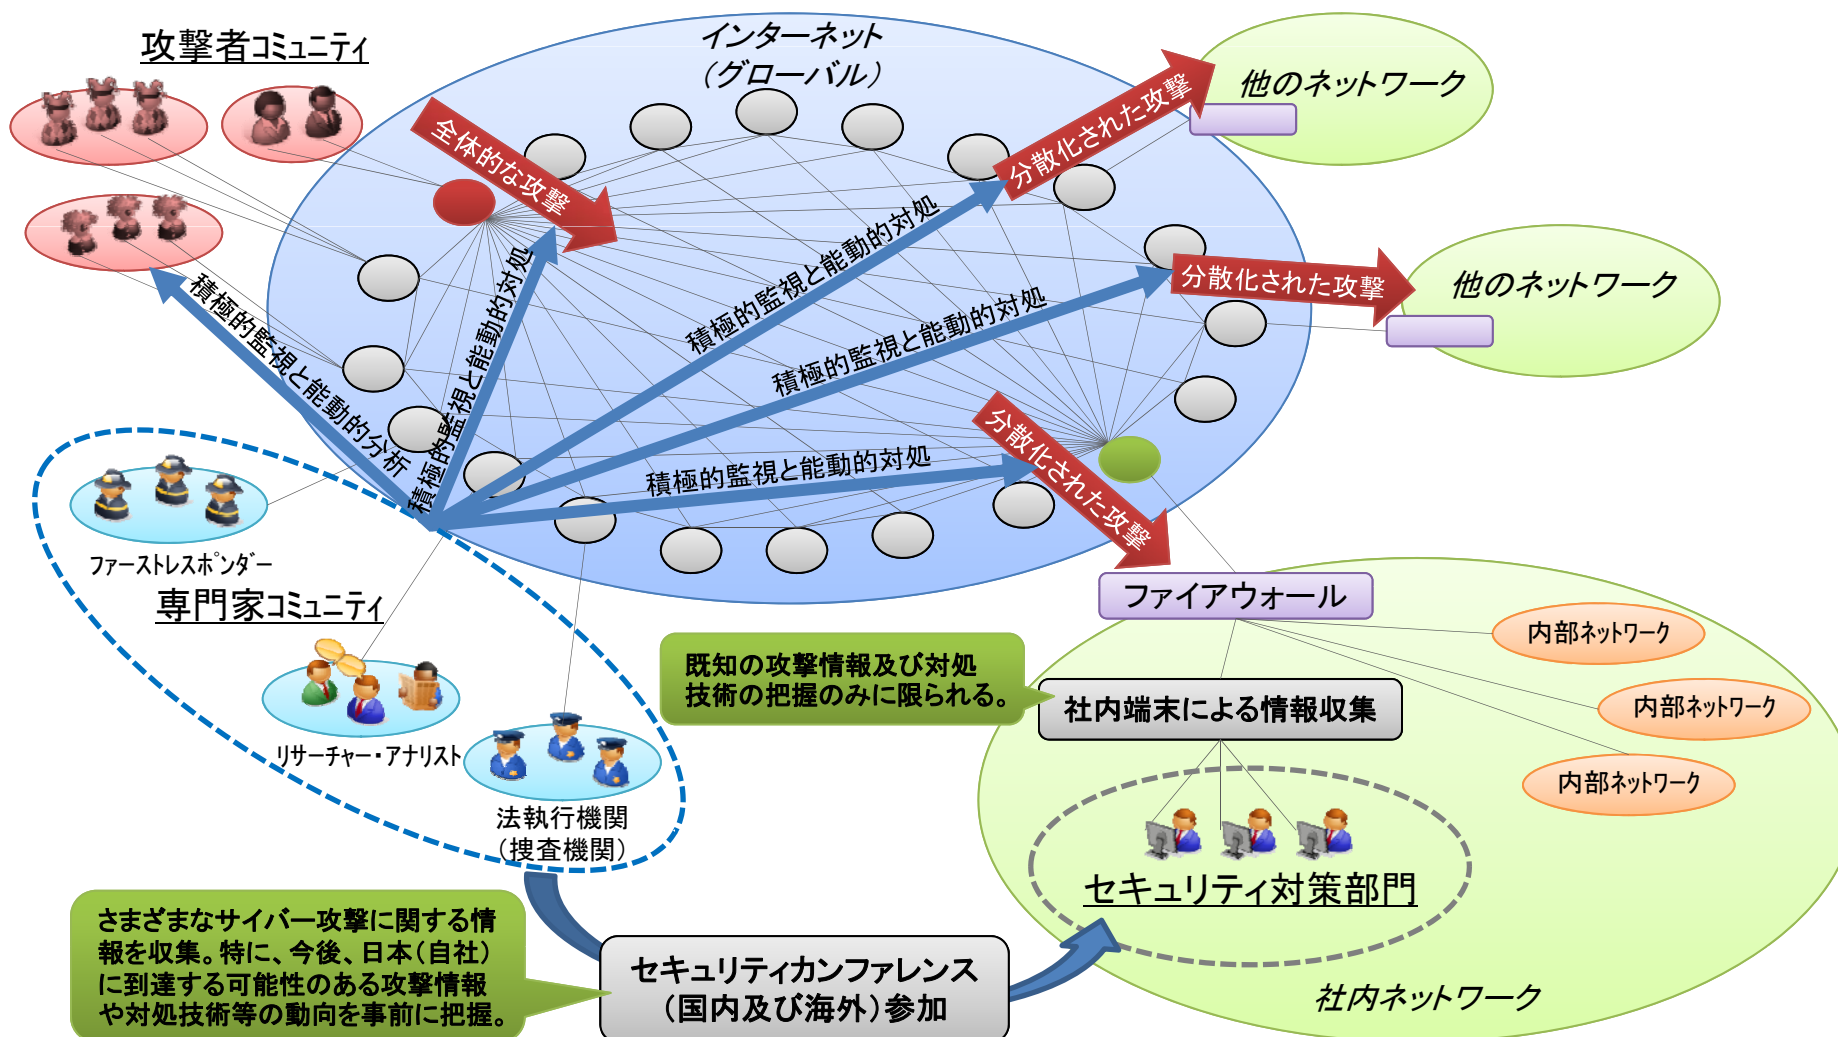 攻撃者コミュニティ
インターネット
（グローバル）
他のネットワーク
全体的な攻撃
分散化された攻撃
他のネットワーク
分散化された攻撃
積極的監視と能動的分析
積極的監視と能動的対処
積極的監視と能動的対処
積極的監視と能動的対処
積極的監視と能動的対処
分散化された攻撃
ファーストレスポンダー
専門家コミュニティ
リサーチャー・アナリスト
法執行機関
（捜査機関）
ファイアウォール
内部ネットワーク
内部ネットワーク
内部ネットワーク
既知の攻撃情報及び対処
技術の把握のみに限られる。
社内端末による情報収集
セキュリティ対策部門
社内ネットワーク
さまざまなサイバー攻撃に関する情
報を収集。特に、今後、日本（自社）
に到達する可能性のある攻撃情報
や対処技術等の動向を事前に把握。
セキュリティカンファレンス
（国内及び海外）参加